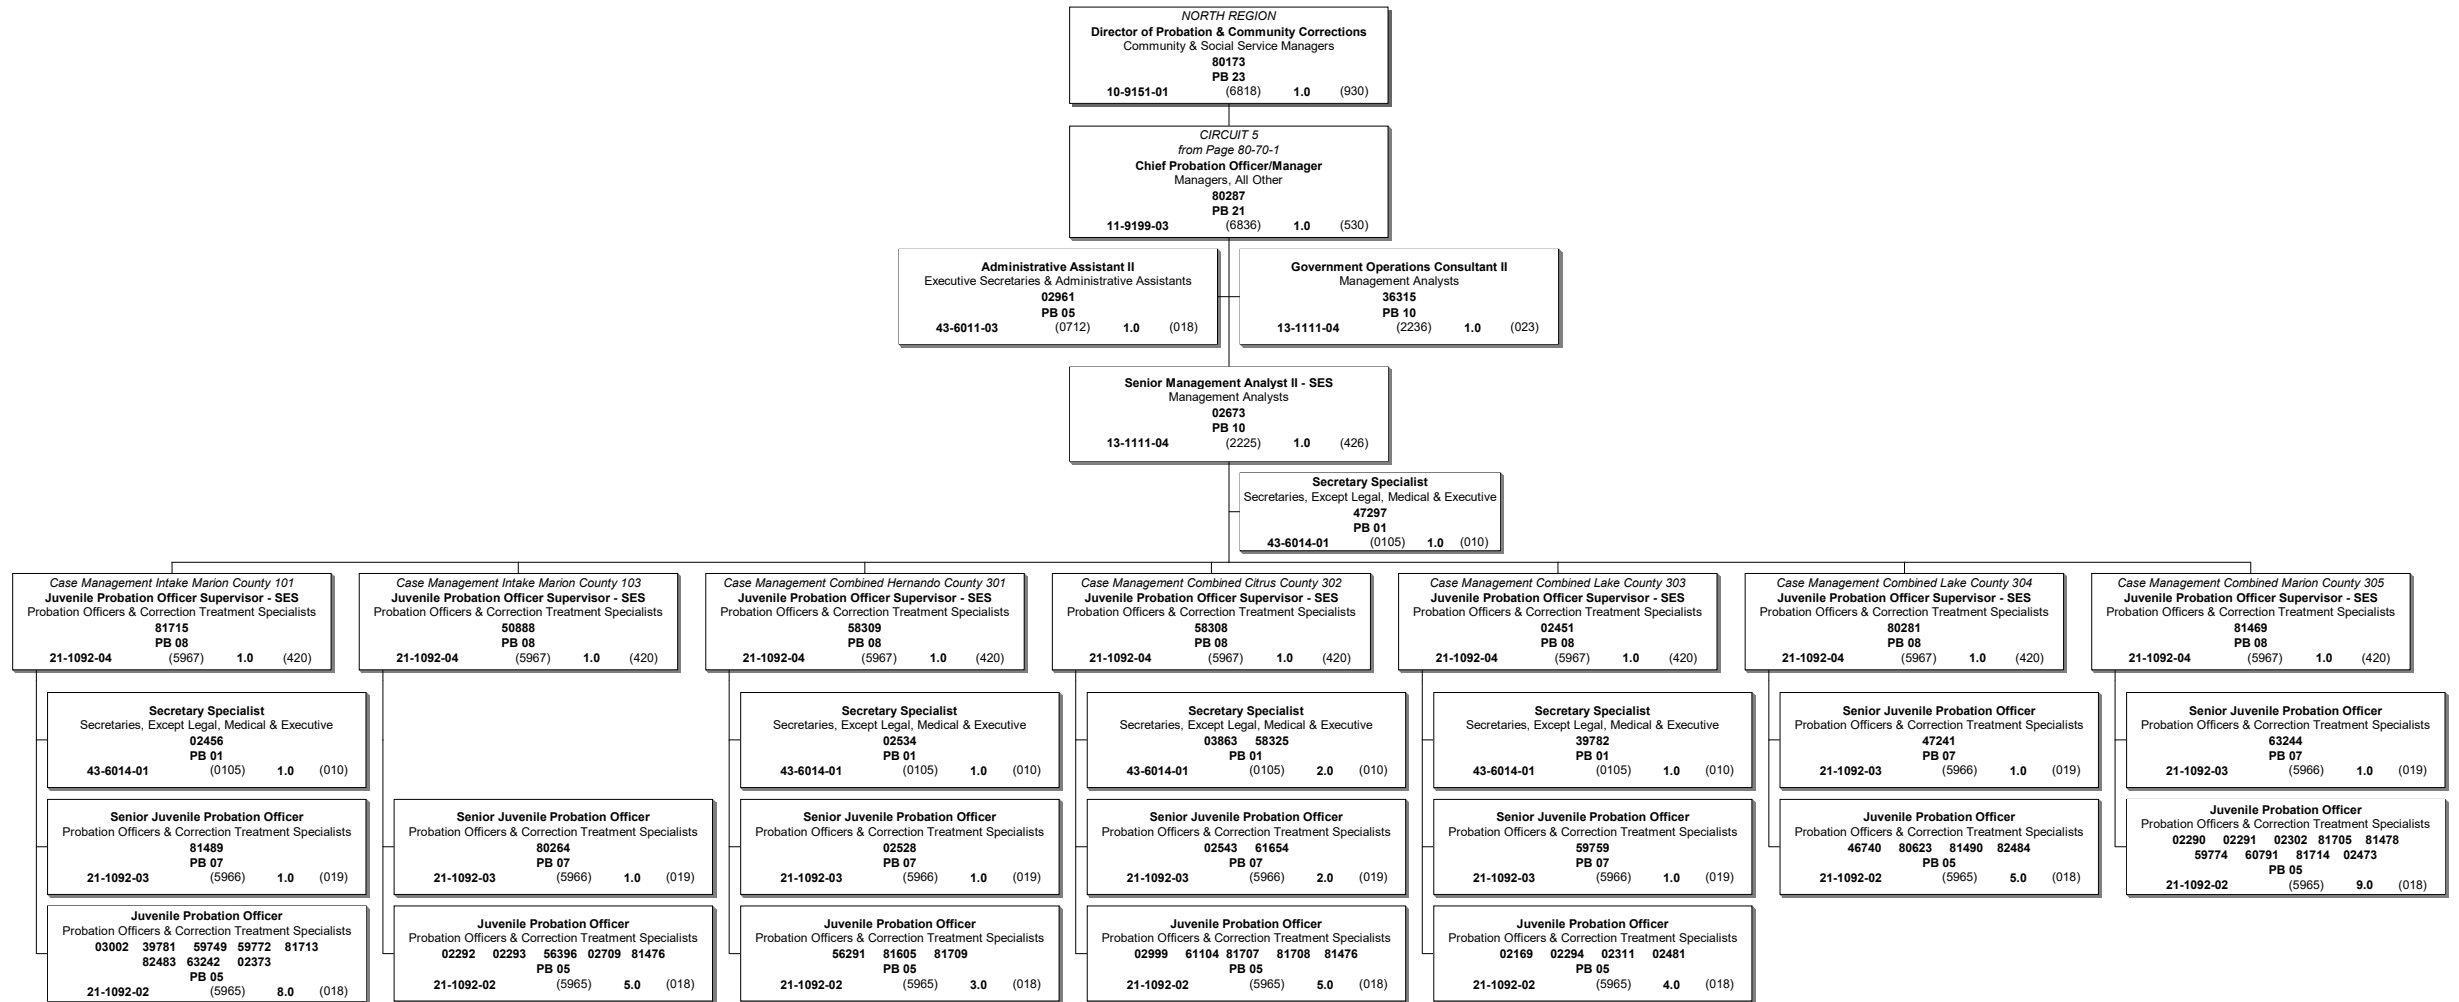 NORTH REGION
Director of Probation & Community Corrections
Community & Social Service Managers
80173
PB 23
10-9151-01 (6818) 1.0 (930)
CIRCUIT 5
from Page 80-70-1
Chief Probation Officer/Manager
Managers, All Other
80287
PB 21
11-9199-03 (6836) 1.0 (530)
Administrative Assistant II
Executive Secretaries & Administrative Assistants
02961
PB 05
43-6011-03 (0712) 1.0 (018)
Government Operations Consultant II
Management Analysts
36315
PB 10
13-1111-04 (2236) 1.0 (023)
Senior Management Analyst II - SES
Management Analysts
02673
PB 10
13-1111-04 (2225) 1.0 (426)
Secretary Specialist
Secretaries, Except Legal, Medical & Executive
47297
PB 01
43-6014-01 (0105) 1.0 (010)
Case Management Intake Marion County 101
Juvenile Probation Officer Supervisor - SES
Probation Officers & Correction Treatment Specialists
81715
PB 08
21-1092-04 (5967) 1.0 (420)
Secretary Specialist
Secretaries, Except Legal, Medical & Executive
02456
PB 01
43-6014-01 (0105) 1.0 (010)
Senior Juvenile Probation Officer
Probation Officers & Correction Treatment Specialists
81489
PB 07
21-1092-03 (5966) 1.0 (019)
Juvenile Probation Officer
Probation Officers & Correction Treatment Specialists
03002 39781 59749 59772 81713
82483 63242 02373
PB 05
21-1092-02 (5965) 8.0 (018)
Case Management Intake Marion County 103
Juvenile Probation Officer Supervisor - SES
Probation Officers & Correction Treatment Specialists
50888
PB 08
21-1092-04 (5967) 1.0 (420)
Senior Juvenile Probation Officer
Probation Officers & Correction Treatment Specialists
80264
PB 07
21-1092-03 (5966) 1.0 (019)
Juvenile Probation Officer
Probation Officers & Correction Treatment Specialists
02292 02293 56396 02709 81476
PB 05
21-1092-02 (5965) 5.0 (018)
Case Management Combined Hernando County 301
Juvenile Probation Officer Supervisor - SES
Probation Officers & Correction Treatment Specialists
58309
PB 08
21-1092-04 (5967) 1.0 (420)
Secretary Specialist
Secretaries, Except Legal, Medical & Executive
02534
PB 01
43-6014-01 (0105) 1.0 (010)
Senior Juvenile Probation Officer
Probation Officers & Correction Treatment Specialists
02528
PB 07
21-1092-03 (5966) 1.0 (019)
Juvenile Probation Officer
Probation Officers & Correction Treatment Specialists
56291 81605 81709
PB 05
21-1092-02 (5965) 3.0 (018)
Case Management Combined Citrus County 302
Juvenile Probation Officer Supervisor - SES
Probation Officers & Correction Treatment Specialists
58308
PB 08
21-1092-04 (5967) 1.0 (420)
Secretary Specialist
Secretaries, Except Legal, Medical & Executive
03863 58325
PB 01
43-6014-01 (0105) 2.0 (010)
Senior Juvenile Probation Officer
Probation Officers & Correction Treatment Specialists
02543 61654
PB 07
21-1092-03 (5966) 2.0 (019)
Juvenile Probation Officer
Probation Officers & Correction Treatment Specialists
02999 61104 81707 81708 81476
PB 05
21-1092-02 (5965) 5.0 (018)
Case Management Combined Lake County 303
Juvenile Probation Officer Supervisor - SES
Probation Officers & Correction Treatment Specialists
02451
PB 08
21-1092-04 (5967) 1.0 (420)
Secretary Specialist
Secretaries, Except Legal, Medical & Executive
39782
PB 01
43-6014-01 (0105) 1.0 (010)
Senior Juvenile Probation Officer
Probation Officers & Correction Treatment Specialists
59759
PB 07
21-1092-03 (5966) 1.0 (019)
Juvenile Probation Officer
Probation Officers & Correction Treatment Specialists
02169 02294 02311 02481
PB 05
21-1092-02 (5965) 4.0 (018)
Case Management Combined Lake County 304
Juvenile Probation Officer Supervisor - SES
Probation Officers & Correction Treatment Specialists
80281
PB 08
21-1092-04 (5967) 1.0 (420)
Senior Juvenile Probation Officer
Probation Officers & Correction Treatment Specialists
47241
PB 07
21-1092-03 (5966) 1.0 (019)
Juvenile Probation Officer
Probation Officers & Correction Treatment Specialists
46740 80623 81490 82484
PB 05
21-1092-02 (5965) 5.0 (018)
Case Management Combined Marion County 305
Juvenile Probation Officer Supervisor - SES
Probation Officers & Correction Treatment Specialists
81469
PB 08
21-1092-04 (5967) 1.0 (420)
Senior Juvenile Probation Officer
Probation Officers & Correction Treatment Specialists
63244
PB 07
21-1092-03 (5966) 1.0 (019)
Juvenile Probation Officer
Probation Officers & Correction Treatment Specialists
02290 02291 02302 81705 81478
59774 60791 81714 02473
PB 05
21-1092-02 (5965) 9.0 (018)